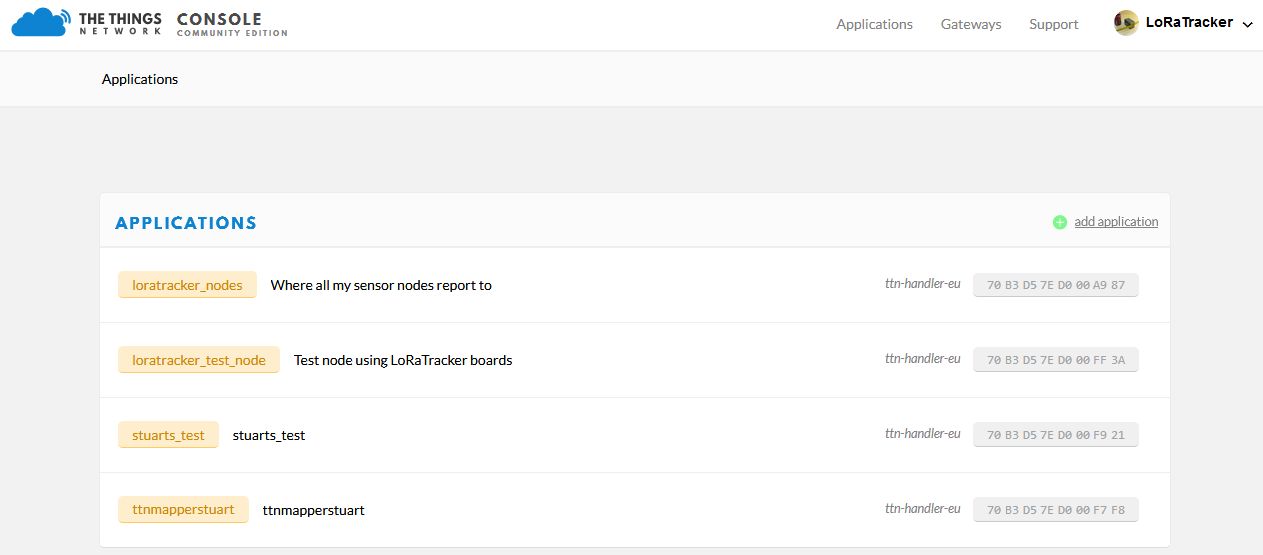 THE THINGS NETWORK CONSOLE COMMUNITY EDITION
Applications Gateways Support LoRaTracker
Applications
APPLICATIONS add application
loratracker_nodes Where all my sensor nodes report to ttn-handler-eu 70 B3 D5 7E D0 00 A9 87
loratracker_test_node Test node using LoRaTracker boards ttn-handler-eu 70 B3 D5 7E D0 00 FF 3A
stuarts_test stuarts_test ttn-handler-eu 70 B3 D5 7E D0 00 F9 21
ttnmapperstuart ttnmapperstuart ttn-handler-eu 70 B3 D5 7E D0 00 F7 F8